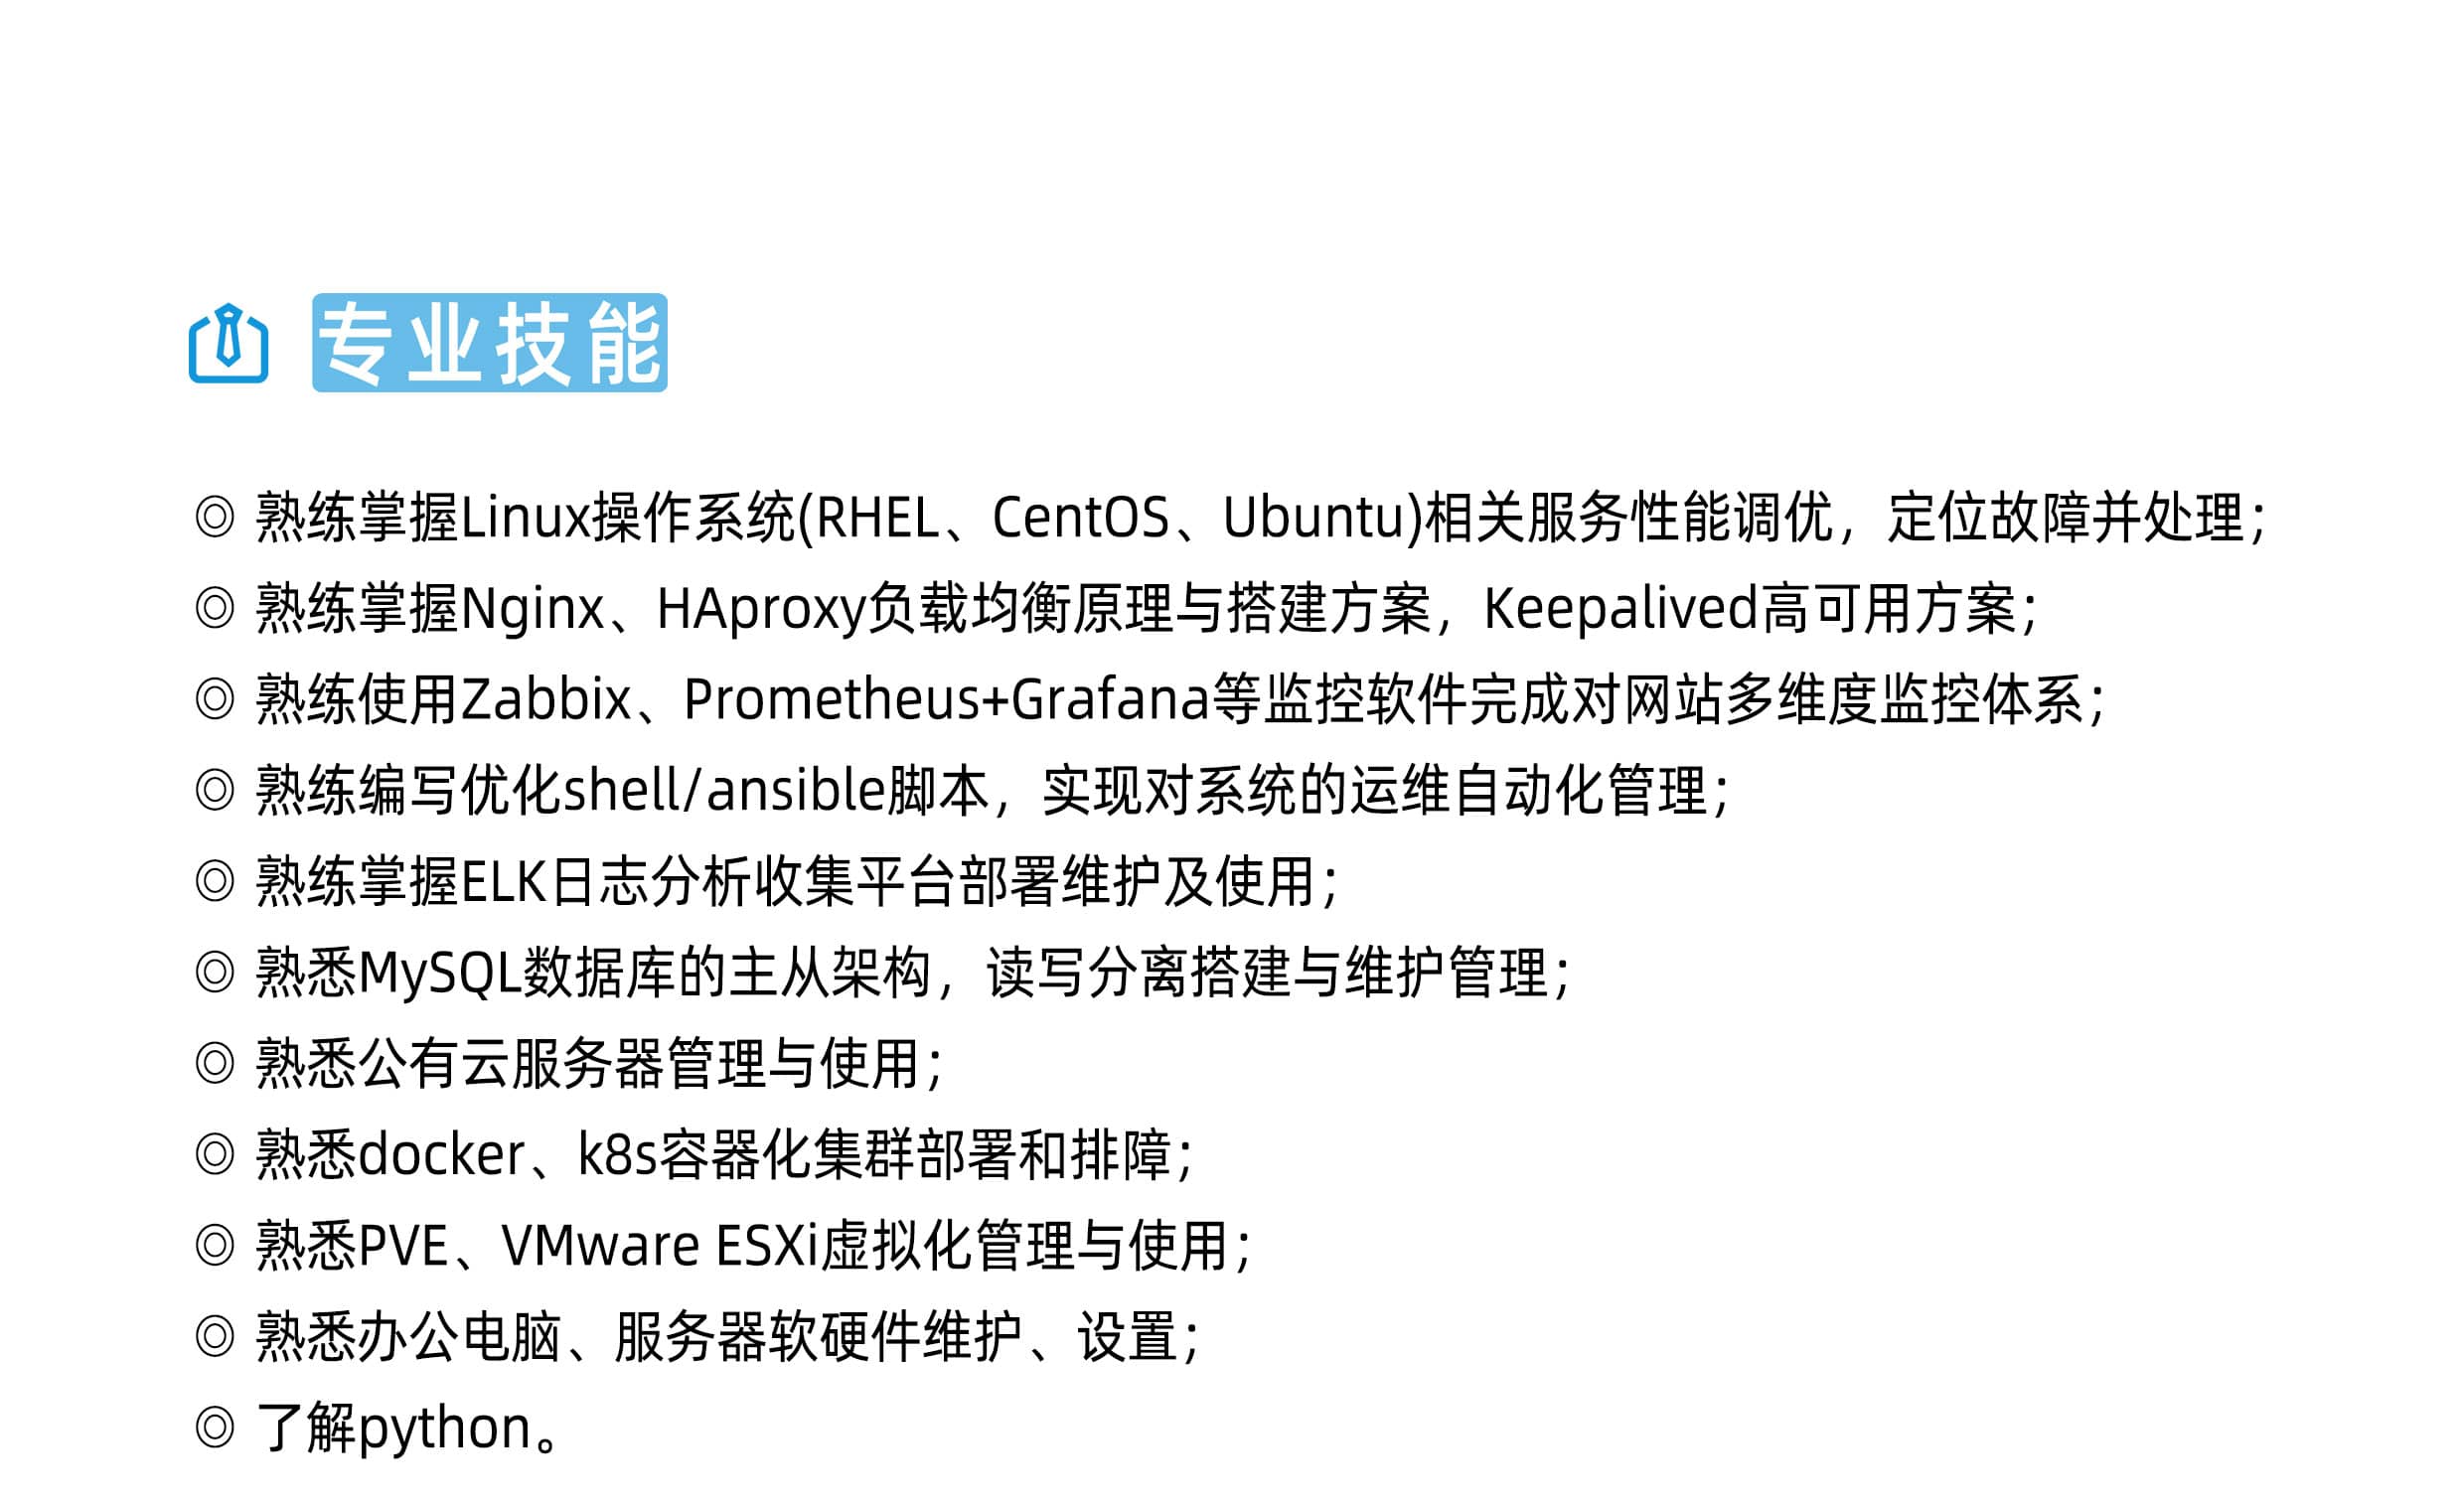 专业技能
◎ 熟练掌握Linux操作系统(RHEL、CentOS、Ubuntu)相关服务性能调优，定位故障并处理；
◎ 熟练掌握Nginx、HAproxy负载均衡原理与搭建方案，Keepalived高可用方案；
◎ 熟练使用Zabbix、Prometheus+Grafana等监控软件完成对网站多维度监控体系；
◎ 熟练编写优化shell/ansible脚本，实现对系统的运维自动化管理；
◎ 熟练掌握ELK日志分析收集平台部署维护及使用；
◎ 熟悉MySQL数据库的主从架构，读写分离搭建与维护管理；
◎ 熟悉公有云服务器管理与使用；
◎ 熟悉docker、k8s容器化集群部署和排障；
◎ 熟悉PVE、VMware ESXi虚拟化管理与使用；
◎ 熟悉办公电脑、服务器软硬件维护、设置；
◎ 了解python。